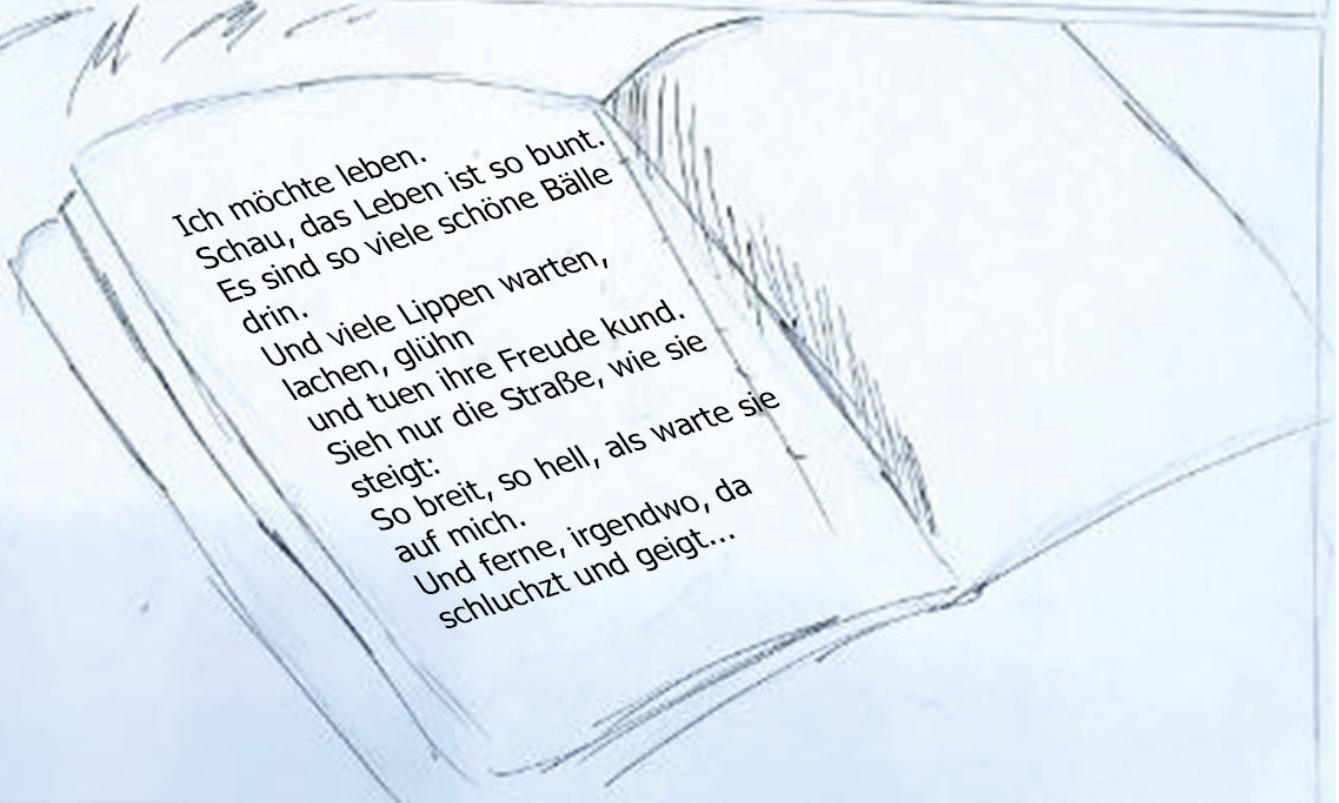 Ich möchte leben.
Schau, das Leben ist so bunt.
Es sind so viele schöne Bälle
drin.
Und viele Lippen warten,
lachen, glühn
und tuen ihre Freude kund.
Sieh nur die Straße, wie sie
steigt:
So breit, so hell, als warte sie
auf mich.
Und ferne, irgendwo, da
schluchzt und geigt...